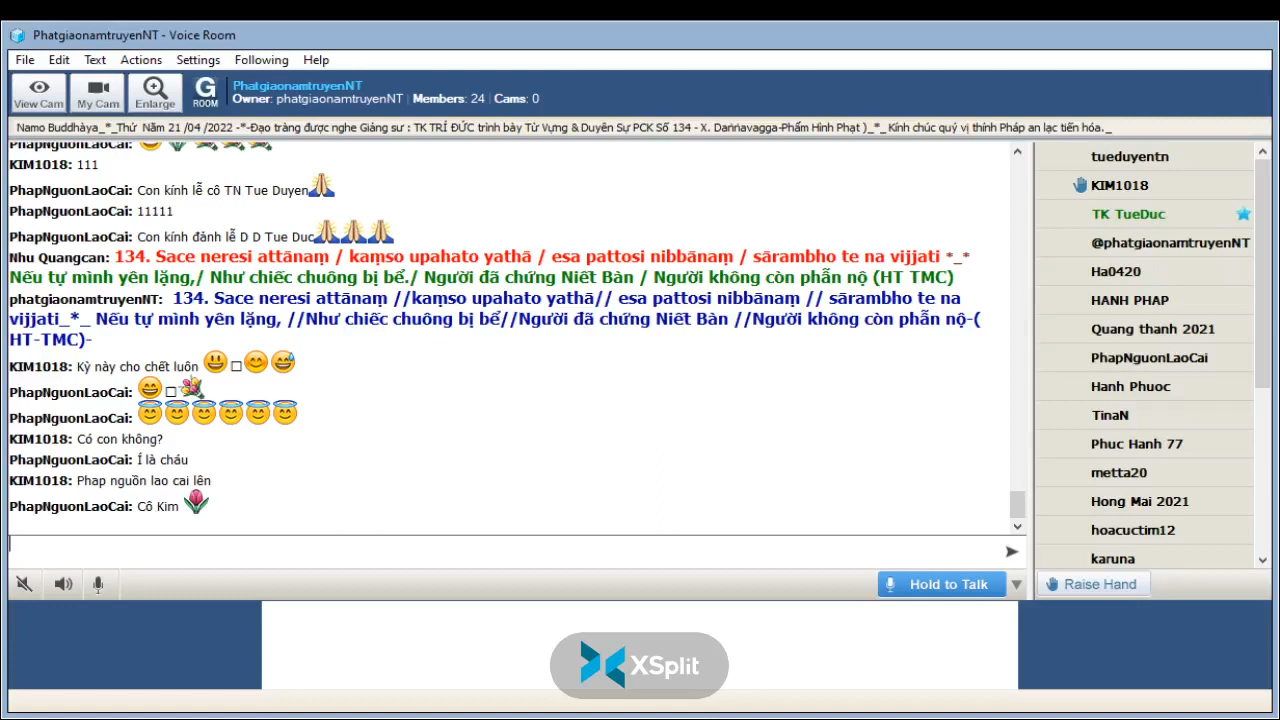 PhatgiaonamtruyenNT - Voice Room
File Edit Text Actions Settings Following Help
View Cam My Cam Enlarge G ROOM
PhatgiaonamtruyenNT
Owner: phatgiaonamtruyenNT | Members: 24 | Cams: 0
Namo Buddhàya_*_Thứ Năm 21 /04 /2022 -*-Đạo tràng được nghe Giảng sư : TK TRÍ ĐỨC trình bày Từ Vựng & Duyên Sự PCK Số 134 - X. Daṇṇavagga-Phẩm Hình Phạt )_*_ Kính chúc quý vị thính Pháp an lạc tiến hóa._
PhapNguonLaoCai:
KIM1018: 111
PhapNguonLaoCai: Con kính lễ cô TN Tue Duyen
PhapNguonLaoCai: 11111
PhapNguonLaoCai: Con kính đảnh lễ D D Tue Duc
Nhu Quangcan: 134. Sace neresi attānaṃ / kaṃso upahato yathā / esa pattosi nibbānaṃ / sārambho te na vijjati *_*
Nếu tự mình yên lặng,/ Như chiếc chuông bị bể./ Người đã chứng Niết Bàn / Người không còn phẫn nộ (HT TMC)
phatgiaonamtruyenNT: 134. Sace neresi attānaṃ //kaṃso upahato yathā// esa pattosi nibbānaṃ // sārambho te na
vijjati_*_ Nếu tự mình yên lặng, //Như chiếc chuông bị bể//Người đã chứng Niết Bàn //Người không còn phẫn nộ-(
HT-TMC)-
KIM1018: Kỳ này cho chết luôn
PhapNguonLaoCai:
PhapNguonLaoCai:
KIM1018: Có con không?
PhapNguonLaoCai: Í là cháu
KIM1018: Phap nguồn lao cai lên
PhapNguonLaoCai: Cô Kim
Hold to Talk
tueduyentn
KIM1018
TK TueDuc
@phatgiaonamtruyenNT
Ha0420
HANH PHAP
Quang thanh 2021
PhapNguonLaoCai
Hanh Phuoc
TinaN
Phuc Hanh 77
metta20
Hong Mai 2021
hoacuctim12
karuna
Raise Hand
XSplit